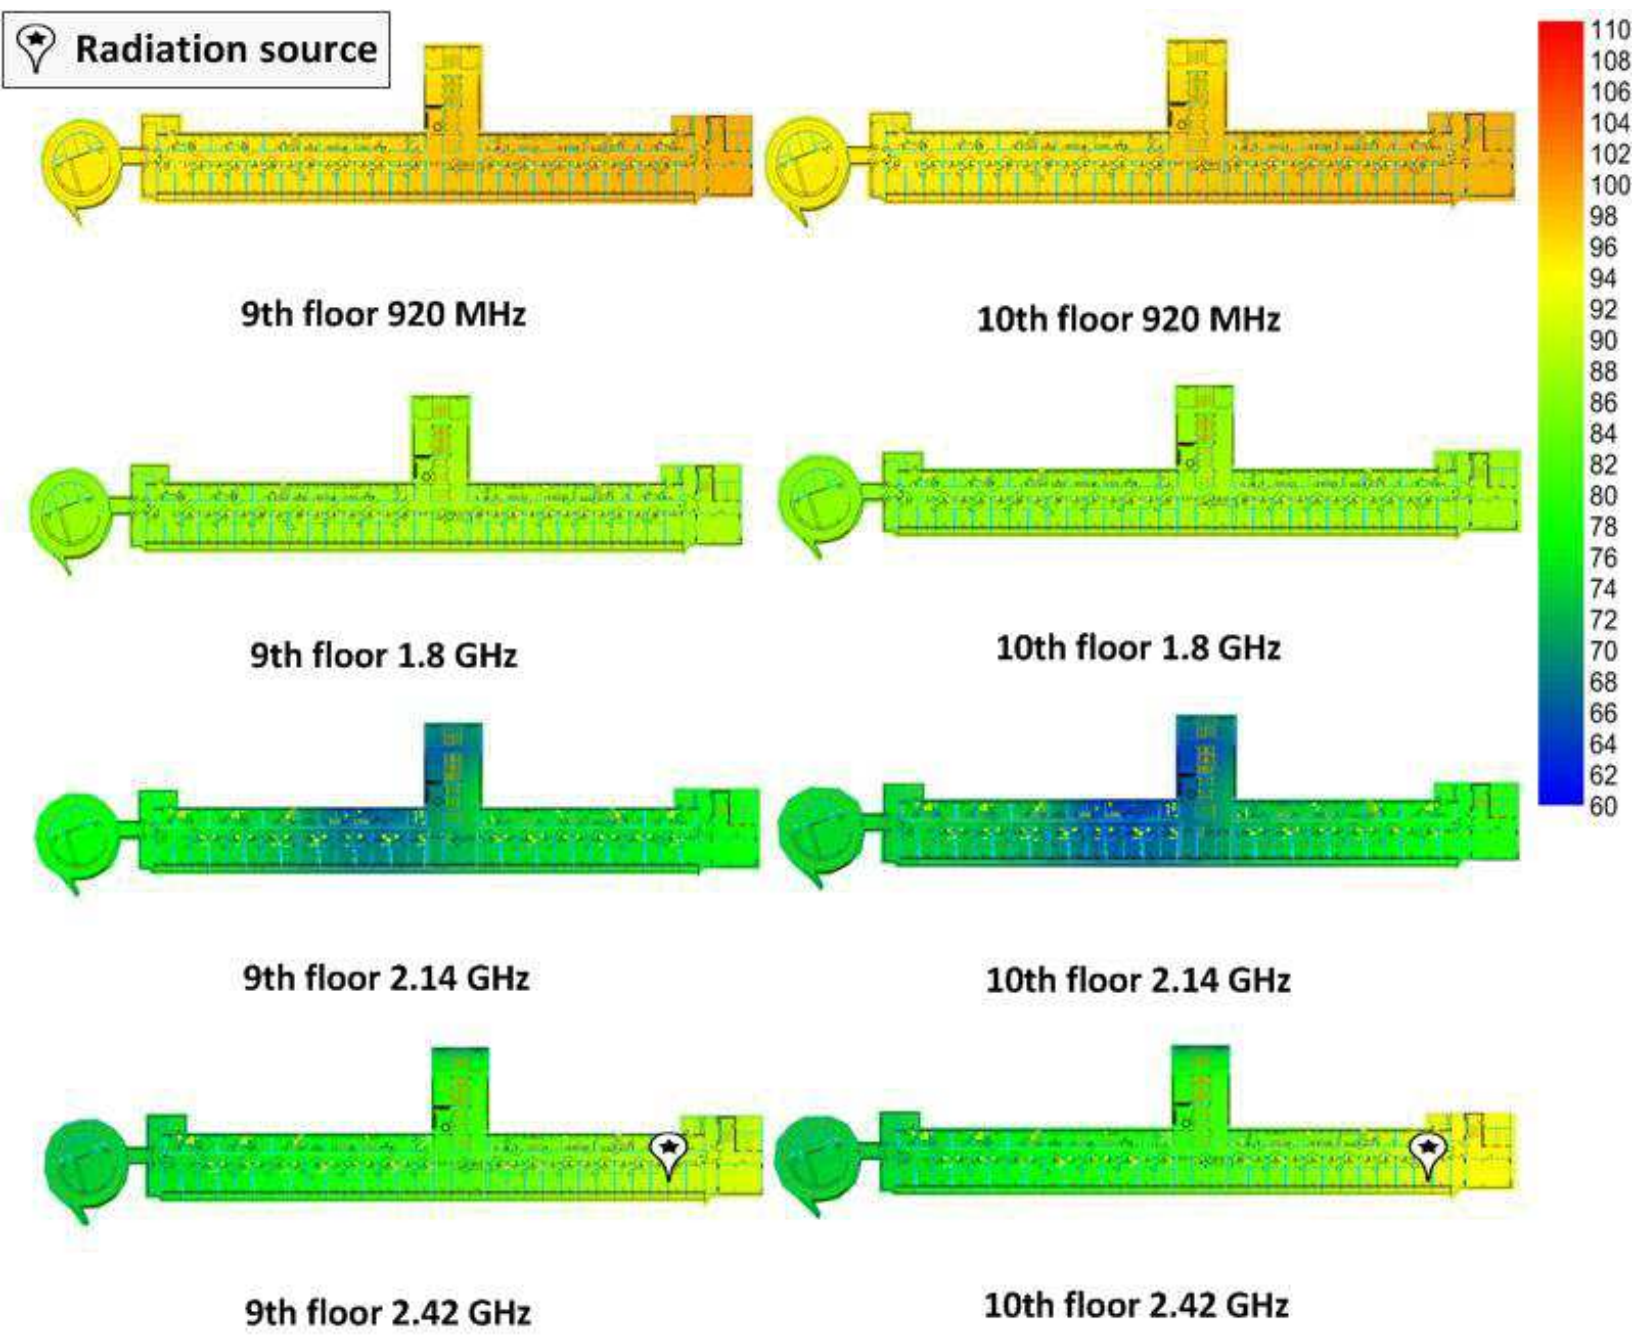 Radiation source
9th floor 920 MHz
10th floor 920 MHz
9th floor 1.8 GHz
10th floor 1.8 GHz
9th floor 2.14 GHz
10th floor 2.14 GHz
9th floor 2.42 GHz
10th floor 2.42 GHz
110
108
106
104
102
100
98
96
94
92
90
88
86
84
82
80
78
76
74
72
70
68
66
64
62
60